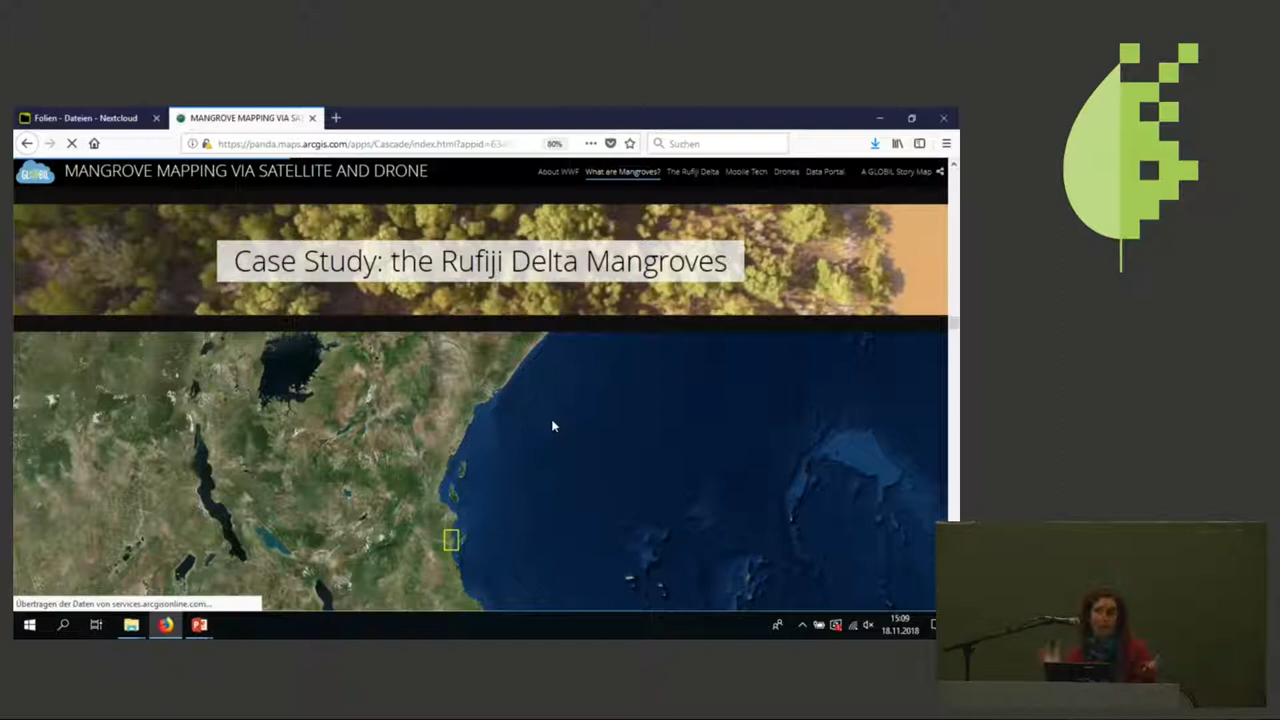 Folien - Dateien - Nextcloud
MANGROVE MAPPING VIA SA
https://panda.maps.arcgis.com/apps/Cascade/index.html?appid=63
80%
Suchen
GLOBIL
MANGROVE MAPPING VIA SATELLITE AND DRONE
About WWF
What are Mangroves?
The Rufiji Delta
Mobile Tech
Drones
Data Portal
A GLOBIL Story Map
Case Study: the Rufiji Delta Mangroves
Übertragen der Daten von services.arcgisonline.com...
15:09
18.11.2018